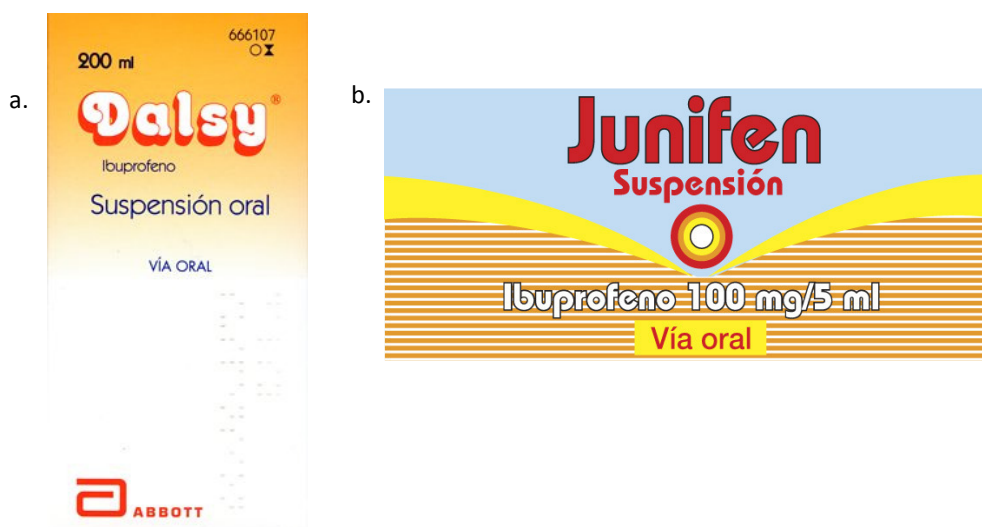 a.
666107
200 ml
Dalsy®
Ibuprofeno
Suspensión oral
VÍA ORAL
ABBOTT
b.
Junifen
Suspensión
Ibuprofeno 100 mg/5 ml
Vía oral